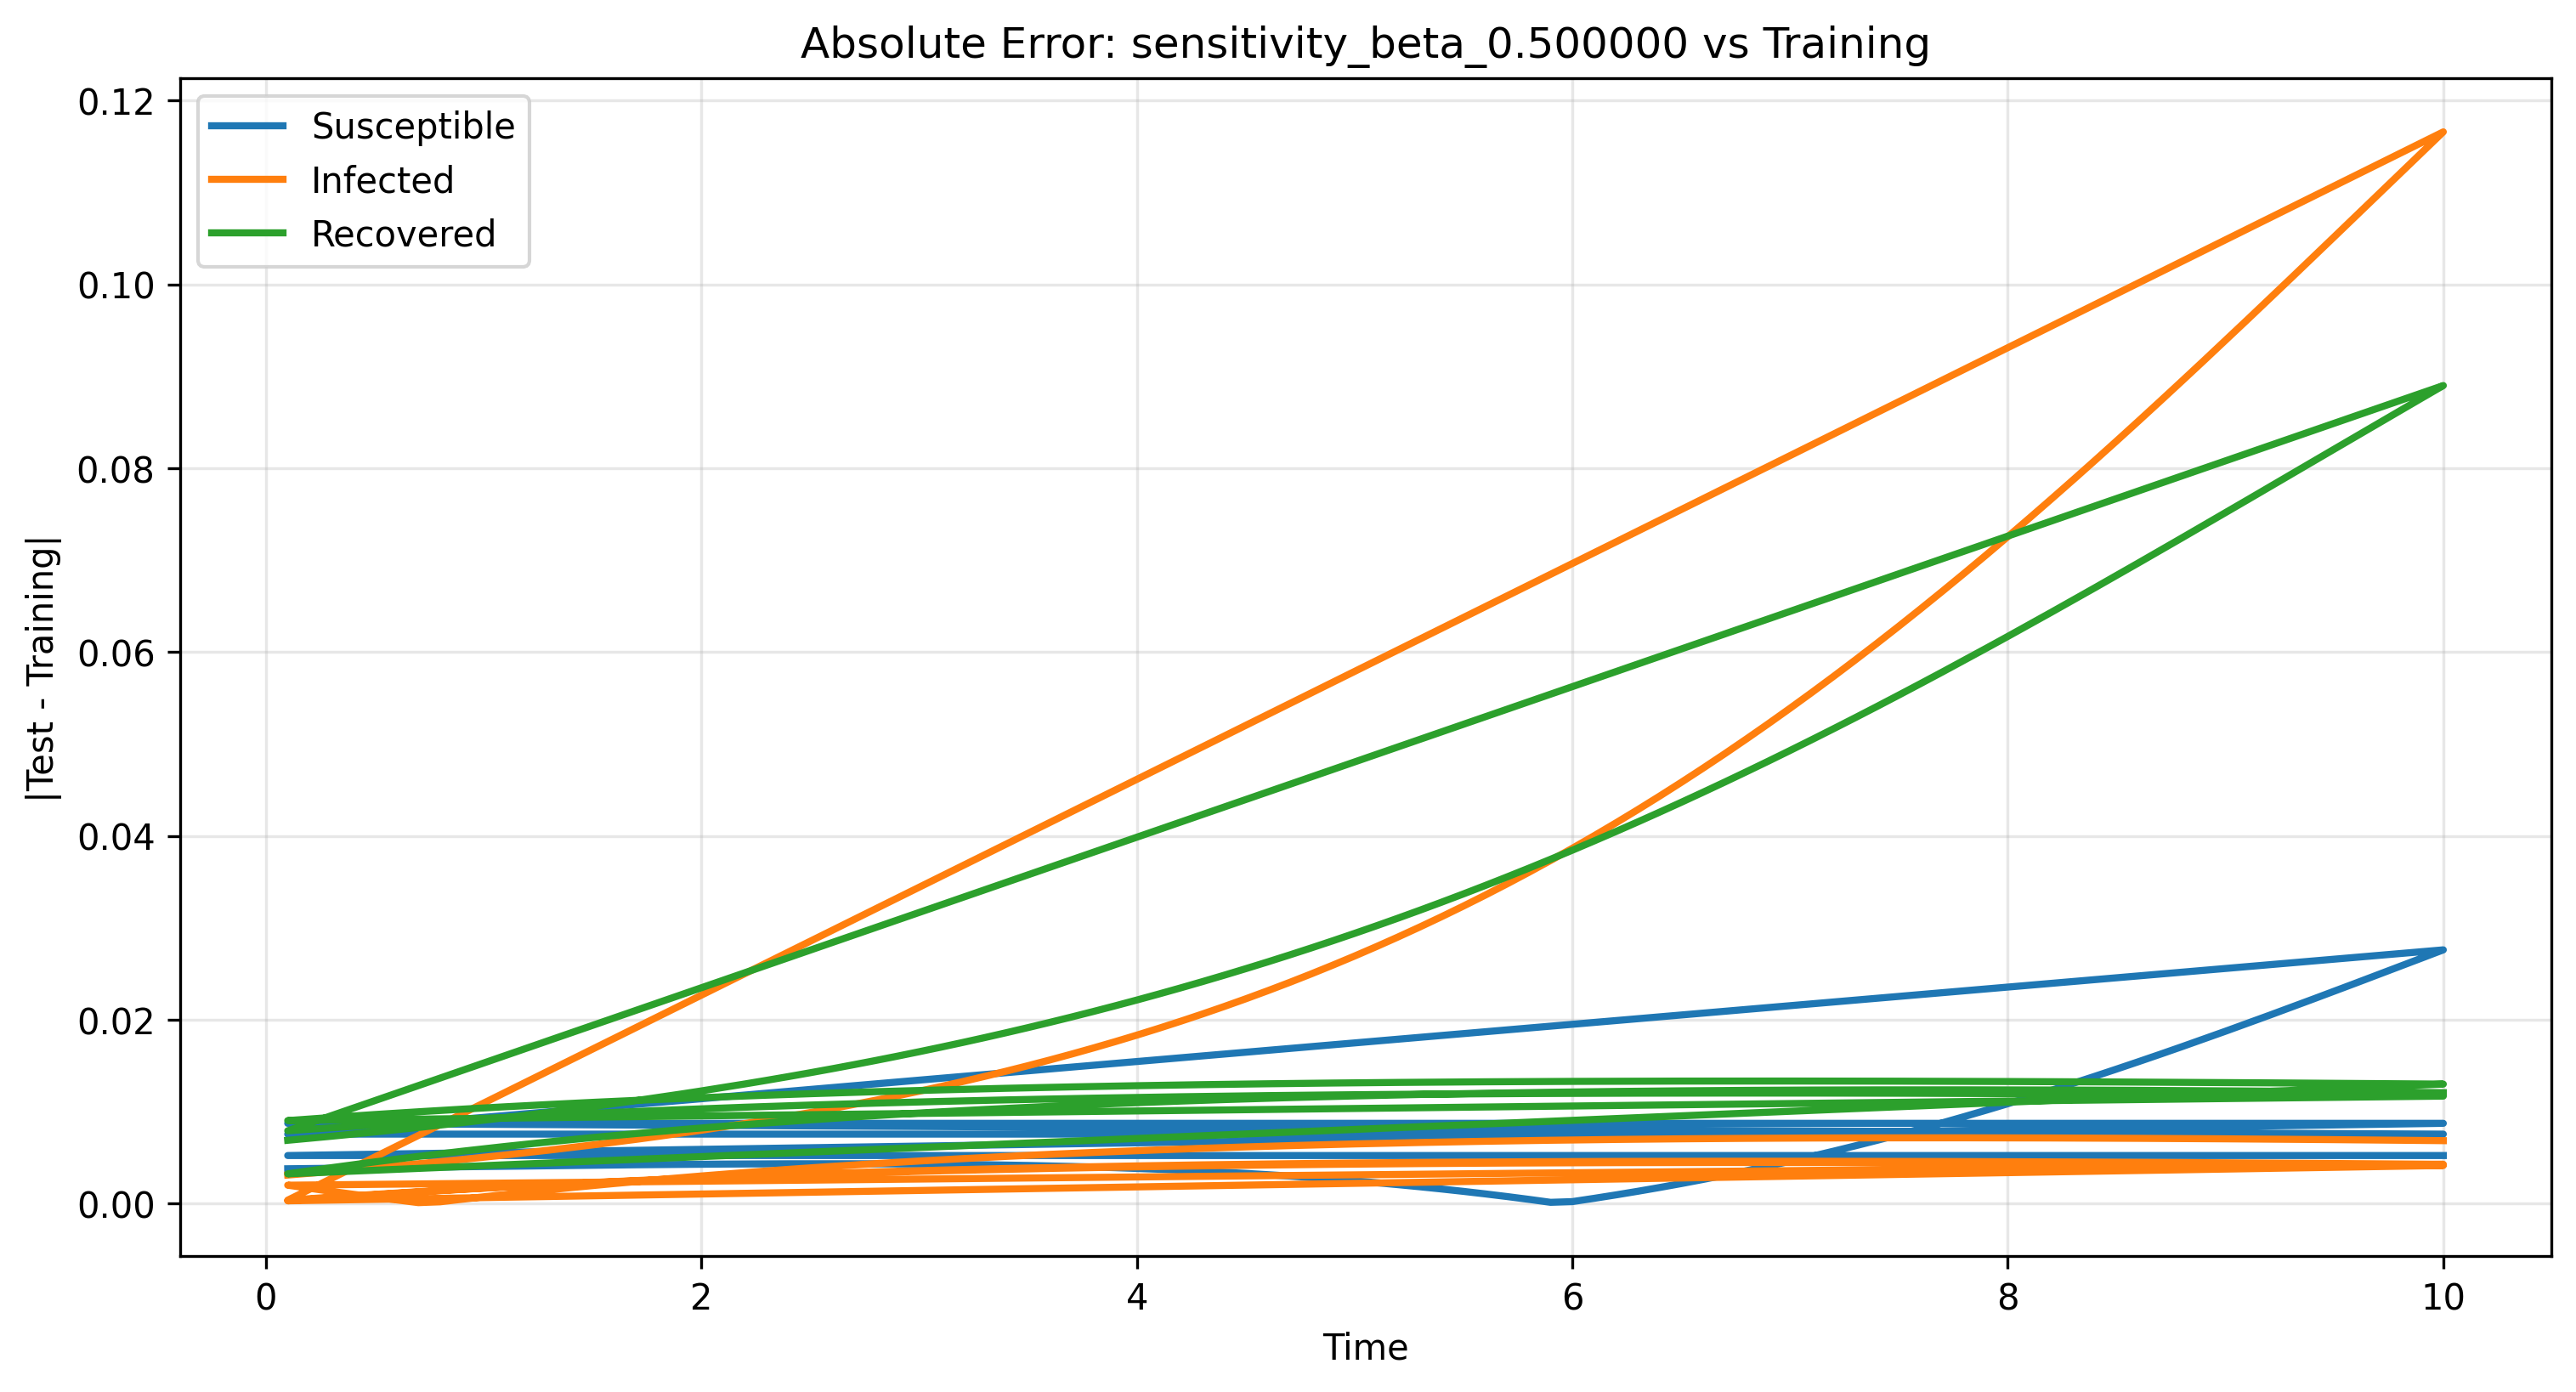 Absolute Error: sensitivity_beta_0.500000 vs Training
0.12
0.10
0.08
0.06
0.04
0.02
0.00
|Test - Training|
Susceptible
Infected
Recovered
0 2 4 6 8 10
Time